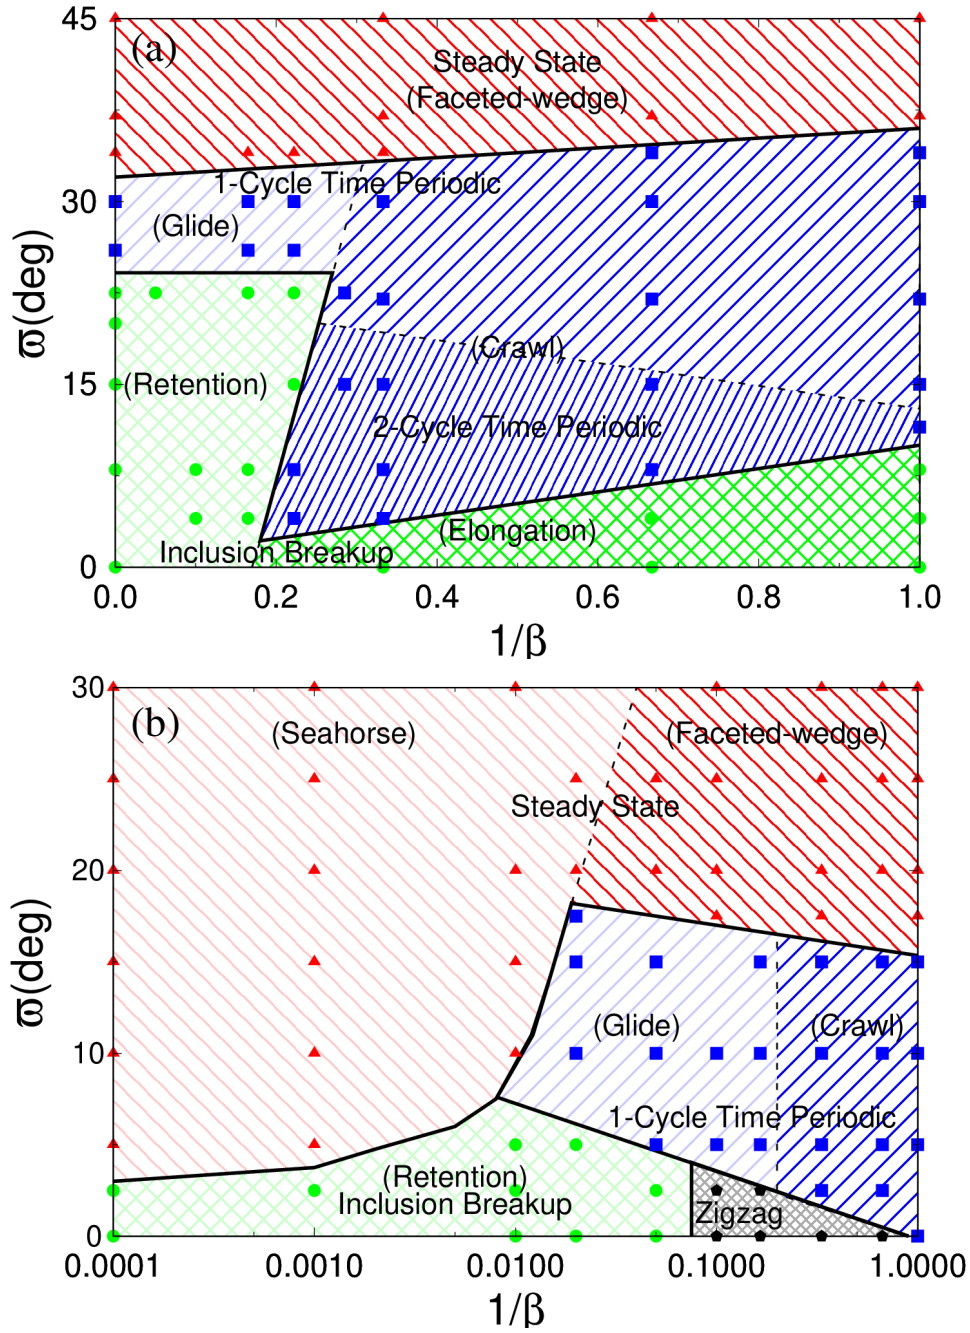 45
(a)
Steady State
(Faceted-wedge)
1-Cycle Time Periodic
30
(Glide)
ϖ(deg)
(Crawl)
15
(Retention)
2-Cycle Time Periodic
(Elongation)
Inclusion Breakup
0
0.0 0.2 0.4 0.6 0.8 1.0
1/β
30
(b)
(Seahorse) (Faceted-wedge)
Steady State
20
ϖ(deg)
(Glide) (Crawl)
10
1-Cycle Time Periodic
(Retention)
Inclusion Breakup
Zigzag
0
0.0001 0.0010 0.0100 0.1000 1.0000
1/β